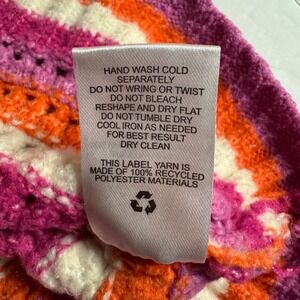 HAND WASH COLD
SEPARATELY
DO NOT WRING OR TWIST
DO NOT BLEACH
RESHAPE AND DRY FLAT
DO NOT TUMBLE DRY
COOL IRON AS NEEDED
FOR BEST RESULT
DRY CLEAN
THIS LABEL YARN IS
MADE OF 100% RECYCLED
POLYESTER MATERIALS